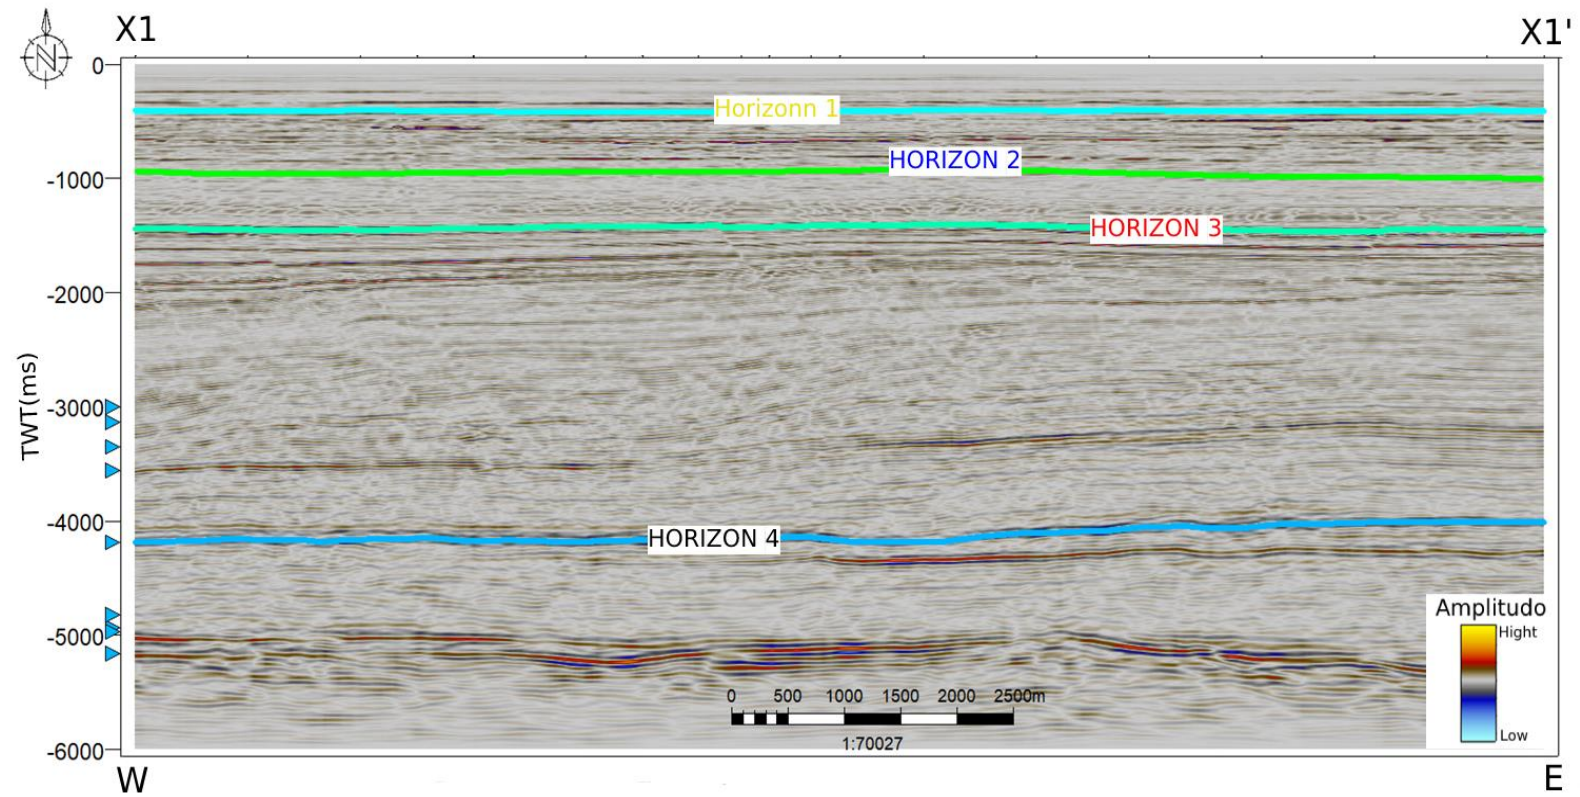 X1
X1'
N
0
Horizonn 1
HORIZON 2
-1000
HORIZON 3
-2000
TWT(ms)
-3000
-4000
HORIZON 4
Amplitudo
Hight
-5000
0 500 1000 1500 2000 2500m
Low
1:70027
-6000
W
E